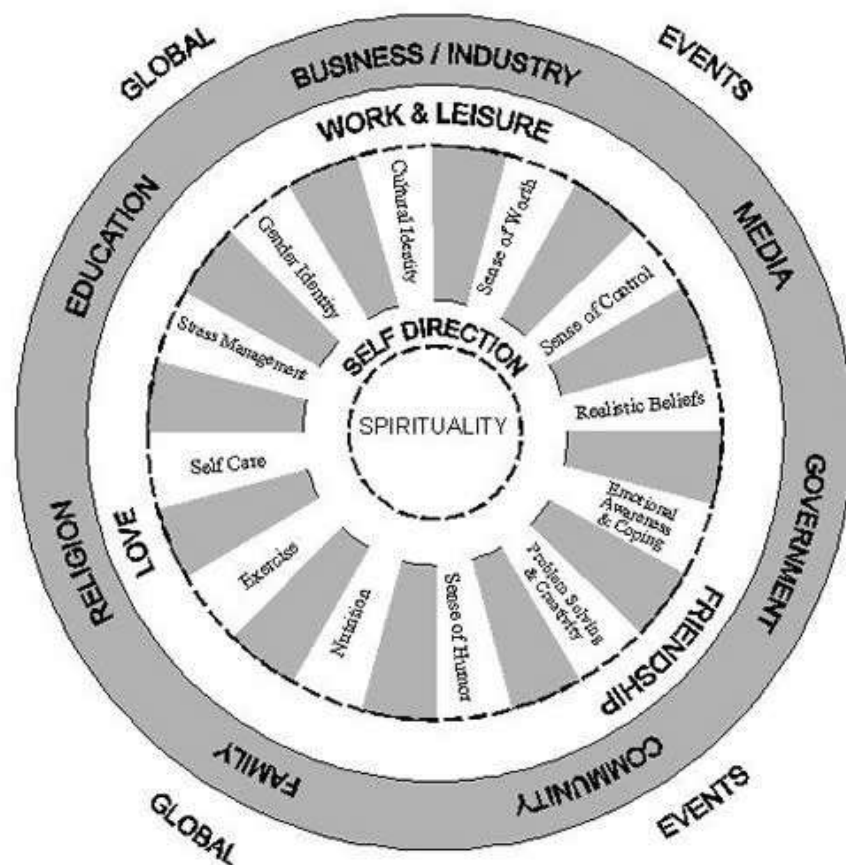 GLOBAL
EVENTS
BUSINESS / INDUSTRY
MEDIA
GOVERNMENT
COMMUNITY
FAMILY
RELIGION
EDUCATION
WORK & LEISURE
FRIENDSHIP
LOVE
Cultural Identity
Sense of Worth
Sense of Control
Realistic Beliefs
Emotional
Awareness
& Coping
Problem Solving
& Creativity
Sense of Humor
Nutrition
Exercise
Self Care
Stress Management
Gender Identity
SELF DIRECTION
SPIRITUALITY
GLOBAL
EVENTS